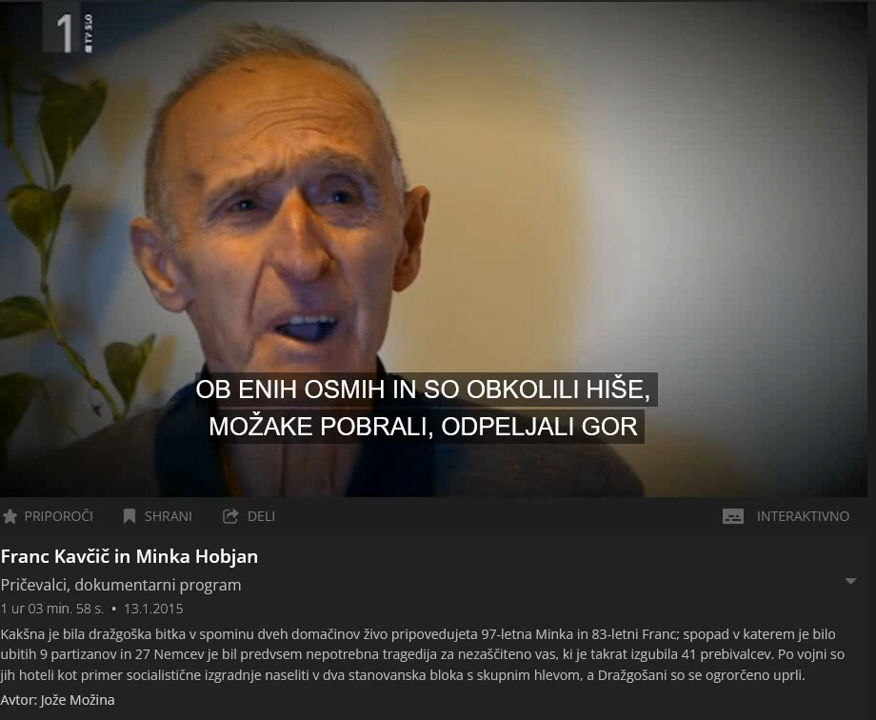 1
TV SLO
OB ENIH OSMIH IN SO OBKOLILI HIŠE,
MOŽAKE POBRALI, ODPELJALI GOR
PRIPOROČI SHRANI DELI INTERAKTIVNO
Franc Kavčič in Minka Hobjan
Pričevalci, dokumentarni program
1 ur 03 min. 58 s. • 13.1.2015
Kakšna je bila dražgoška bitka v spominu dveh domačinov živo pripovedujeta 97-letna Minka in 83-letni Franc; spopad v katerem je bilo
ubitih 9 partizanov in 27 Nemcev je bil predvsem nepotrebna tragedija za nezaščiteno vas, ki je takrat izgubila 41 prebivalcev. Po vojni so
jih hoteli kot primer socialistične izgradnje naseliti v dva stanovanska bloka s skupnim hlevom, a Dražgošani so se ogrorčeno uprli.
Avtor: Jože Možina